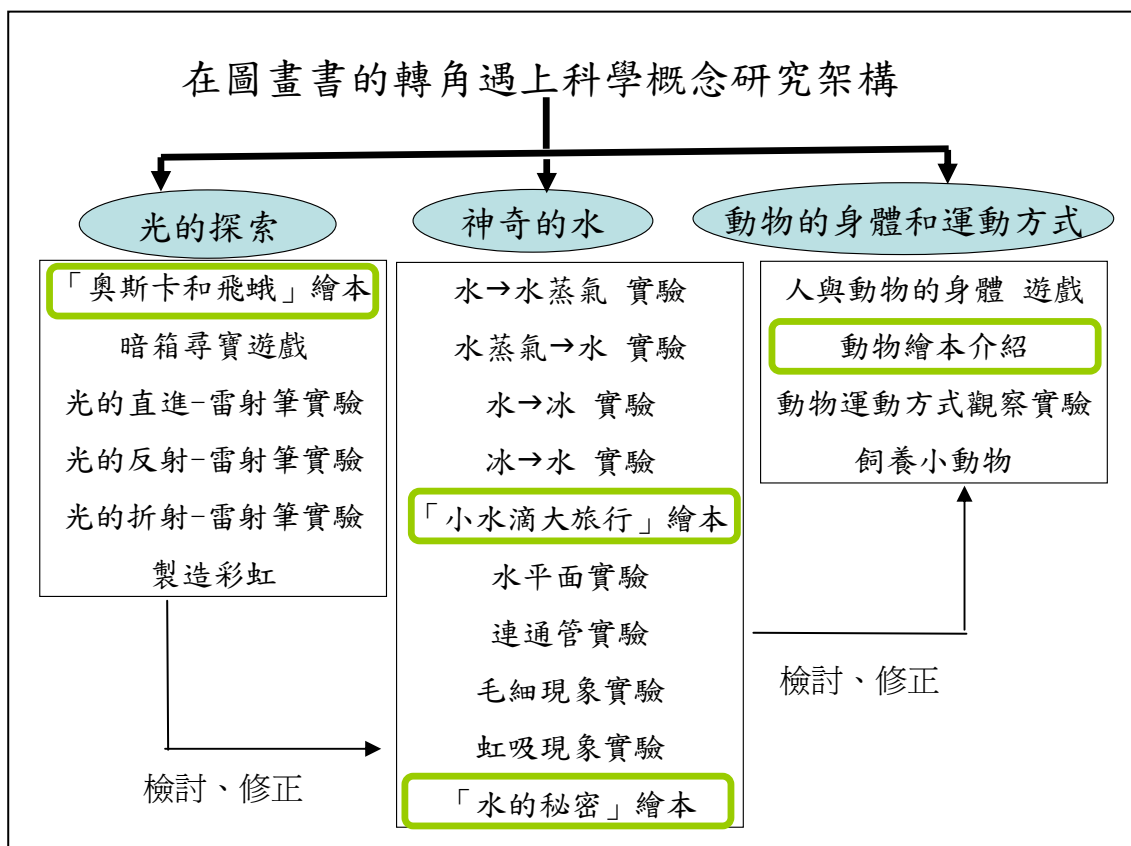 在圖畫書的轉角遇上科學概念研究架構
光的探索
「奧斯卡和飛蛾」繪本
暗箱尋寶遊戲
光的直進-雷射筆實驗
光的反射-雷射筆實驗
光的折射-雷射筆實驗
製造彩虹
檢討、修正
神奇的水
水→水蒸氣 實驗
水蒸氣→水 實驗
水→冰 實驗
冰→水 實驗
「小水滴大旅行」繪本
水平面實驗
連通管實驗
毛細現象實驗
虹吸現象實驗
「水的秘密」繪本
檢討、修正
動物的身體和運動方式
人與動物的身體 遊戲
動物繪本介紹
動物運動方式觀察實驗
飼養小動物